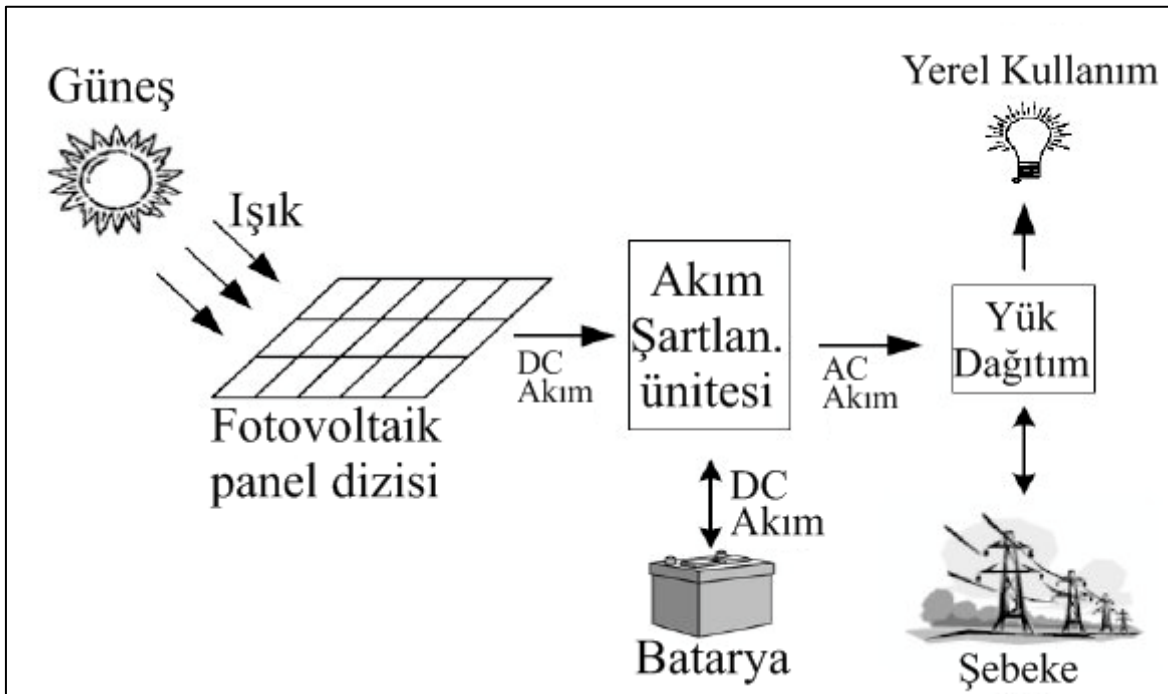 Güneş
Işık
Fotovoltaik
panel dizisi
DC
Akım
Akım
Şartlan.
ünitesi
DC
Akım
Batarya
AC
Akım
Yük
Dağıtım
Yerel Kullanım
Şebeke